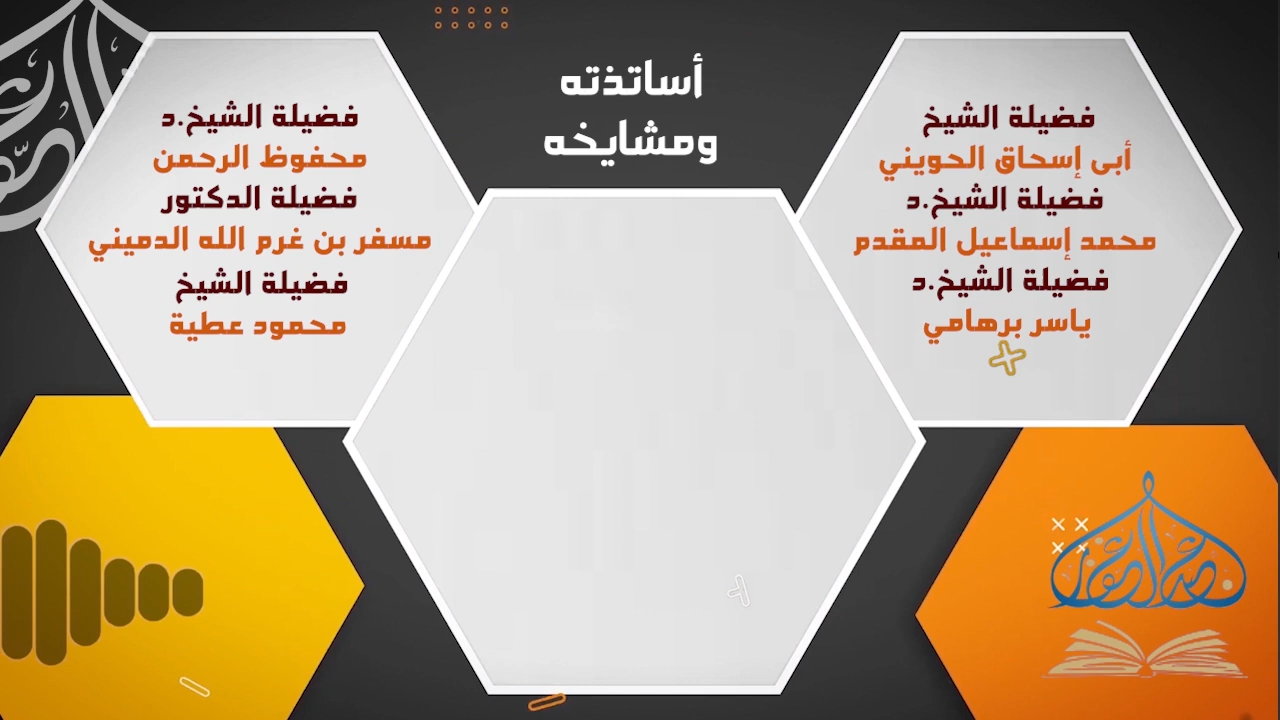 أساتذته
ومشايخه
فضيلة الشيخ
أبى إسحاق الحويني
فضيلة الشيخ.د
محمد إسماعيل المقدم
فضيلة الشيخ.د
ياسر برهامي
فضيلة الشيخ.د
محفوظ الرحمن
فضيلة الدكتور
مسفر بن غرم الله الدميني
فضيلة الشيخ
محمود عطية